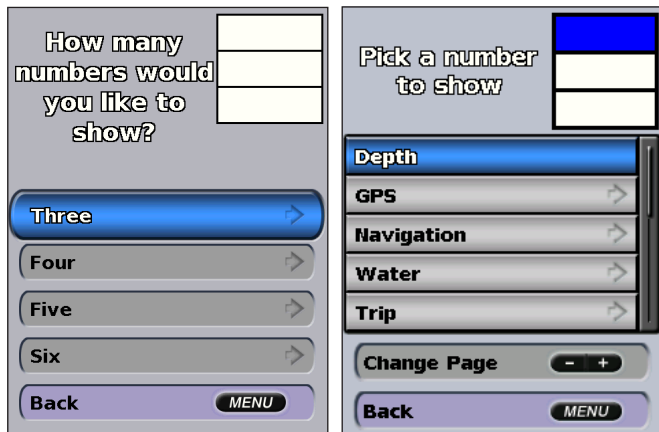 How many
numbers would
you like to
show?
Three
Four
Five
Six
Back MENU
Pick a number
to show
Depth
GPS
Navigation
Water
Trip
Change Page - +
Back MENU